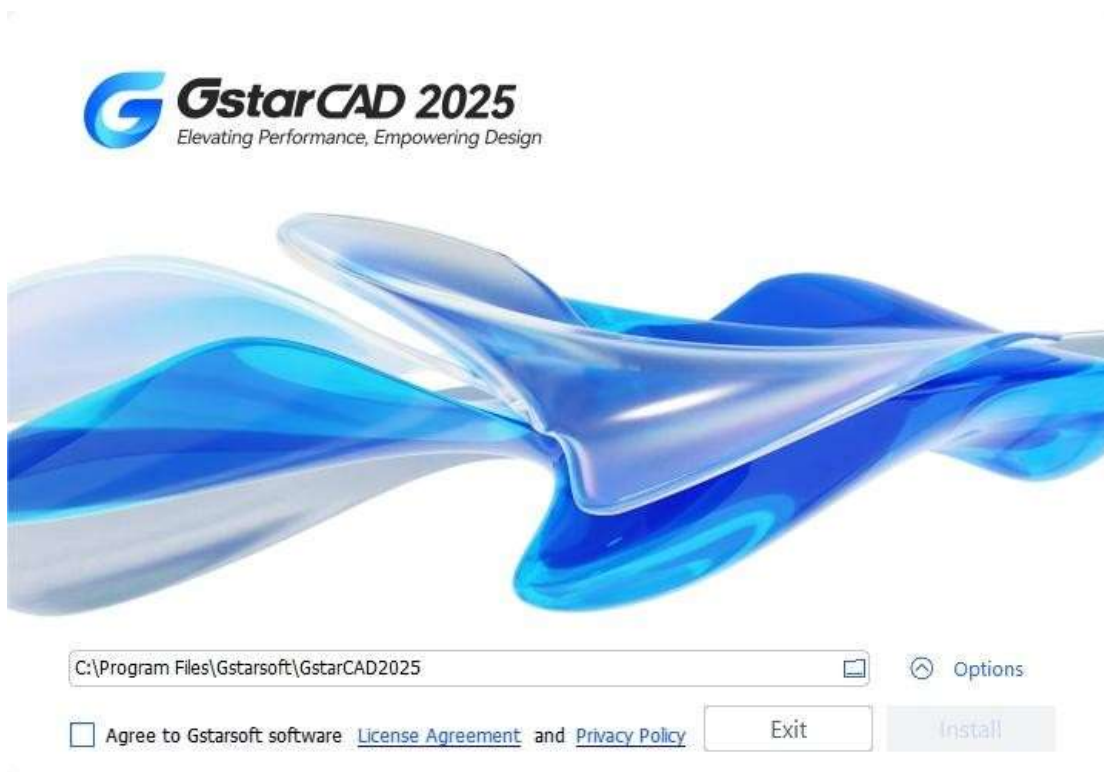 GstarCAD 2025
Elevating Performance, Empowering Design
C:\Program Files\Gstarsoft\GstarCAD2025
Options
Agree to Gstarsoft software License Agreement and Privacy Policy
Exit
Install